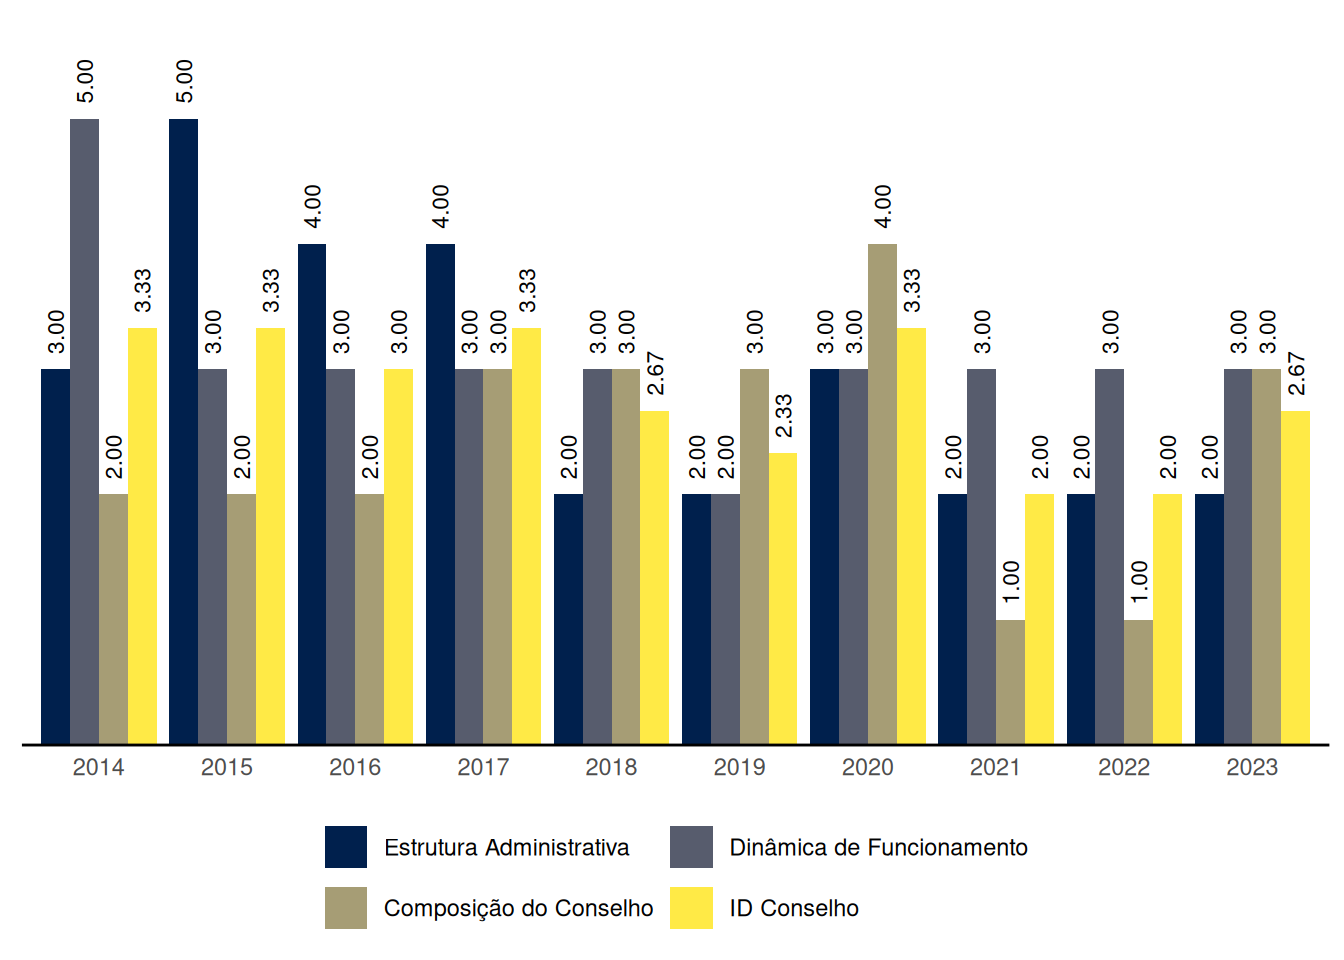 3.00 5.00 2.00 3.33 5.00 3.00 2.00 3.33 4.00 3.00 2.00 3.00 4.00 3.00 3.00 3.33 2.00 3.00 3.00 2.67 2.00 2.00 3.00 2.33 3.00 3.00 4.00 3.33 2.00 3.00 1.00 2.00 2.00 3.00 1.00 2.00 2.00 3.00 3.00 2.67
2014 2015 2016 2017 2018 2019 2020 2021 2022 2023
Estrutura Administrativa Dinâmica de Funcionamento
Composição do Conselho ID Conselho